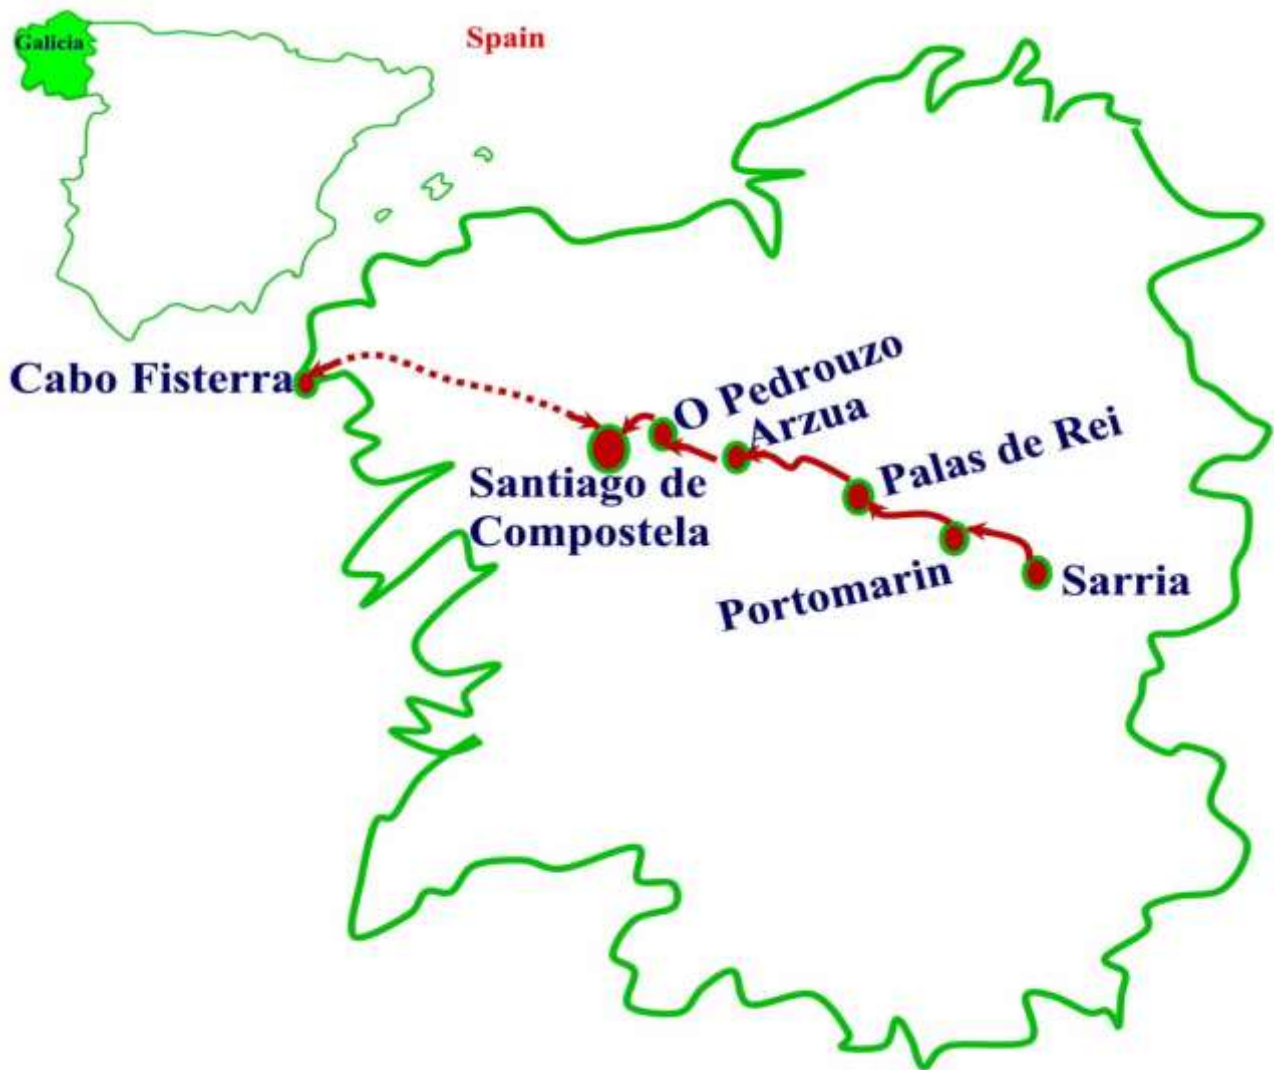 Galicia
Spain
Cabo Fisterra
O Pedrouzo
Arzua
Palas de Rei
Santiago de
Compostela
Portomarin
Sarria